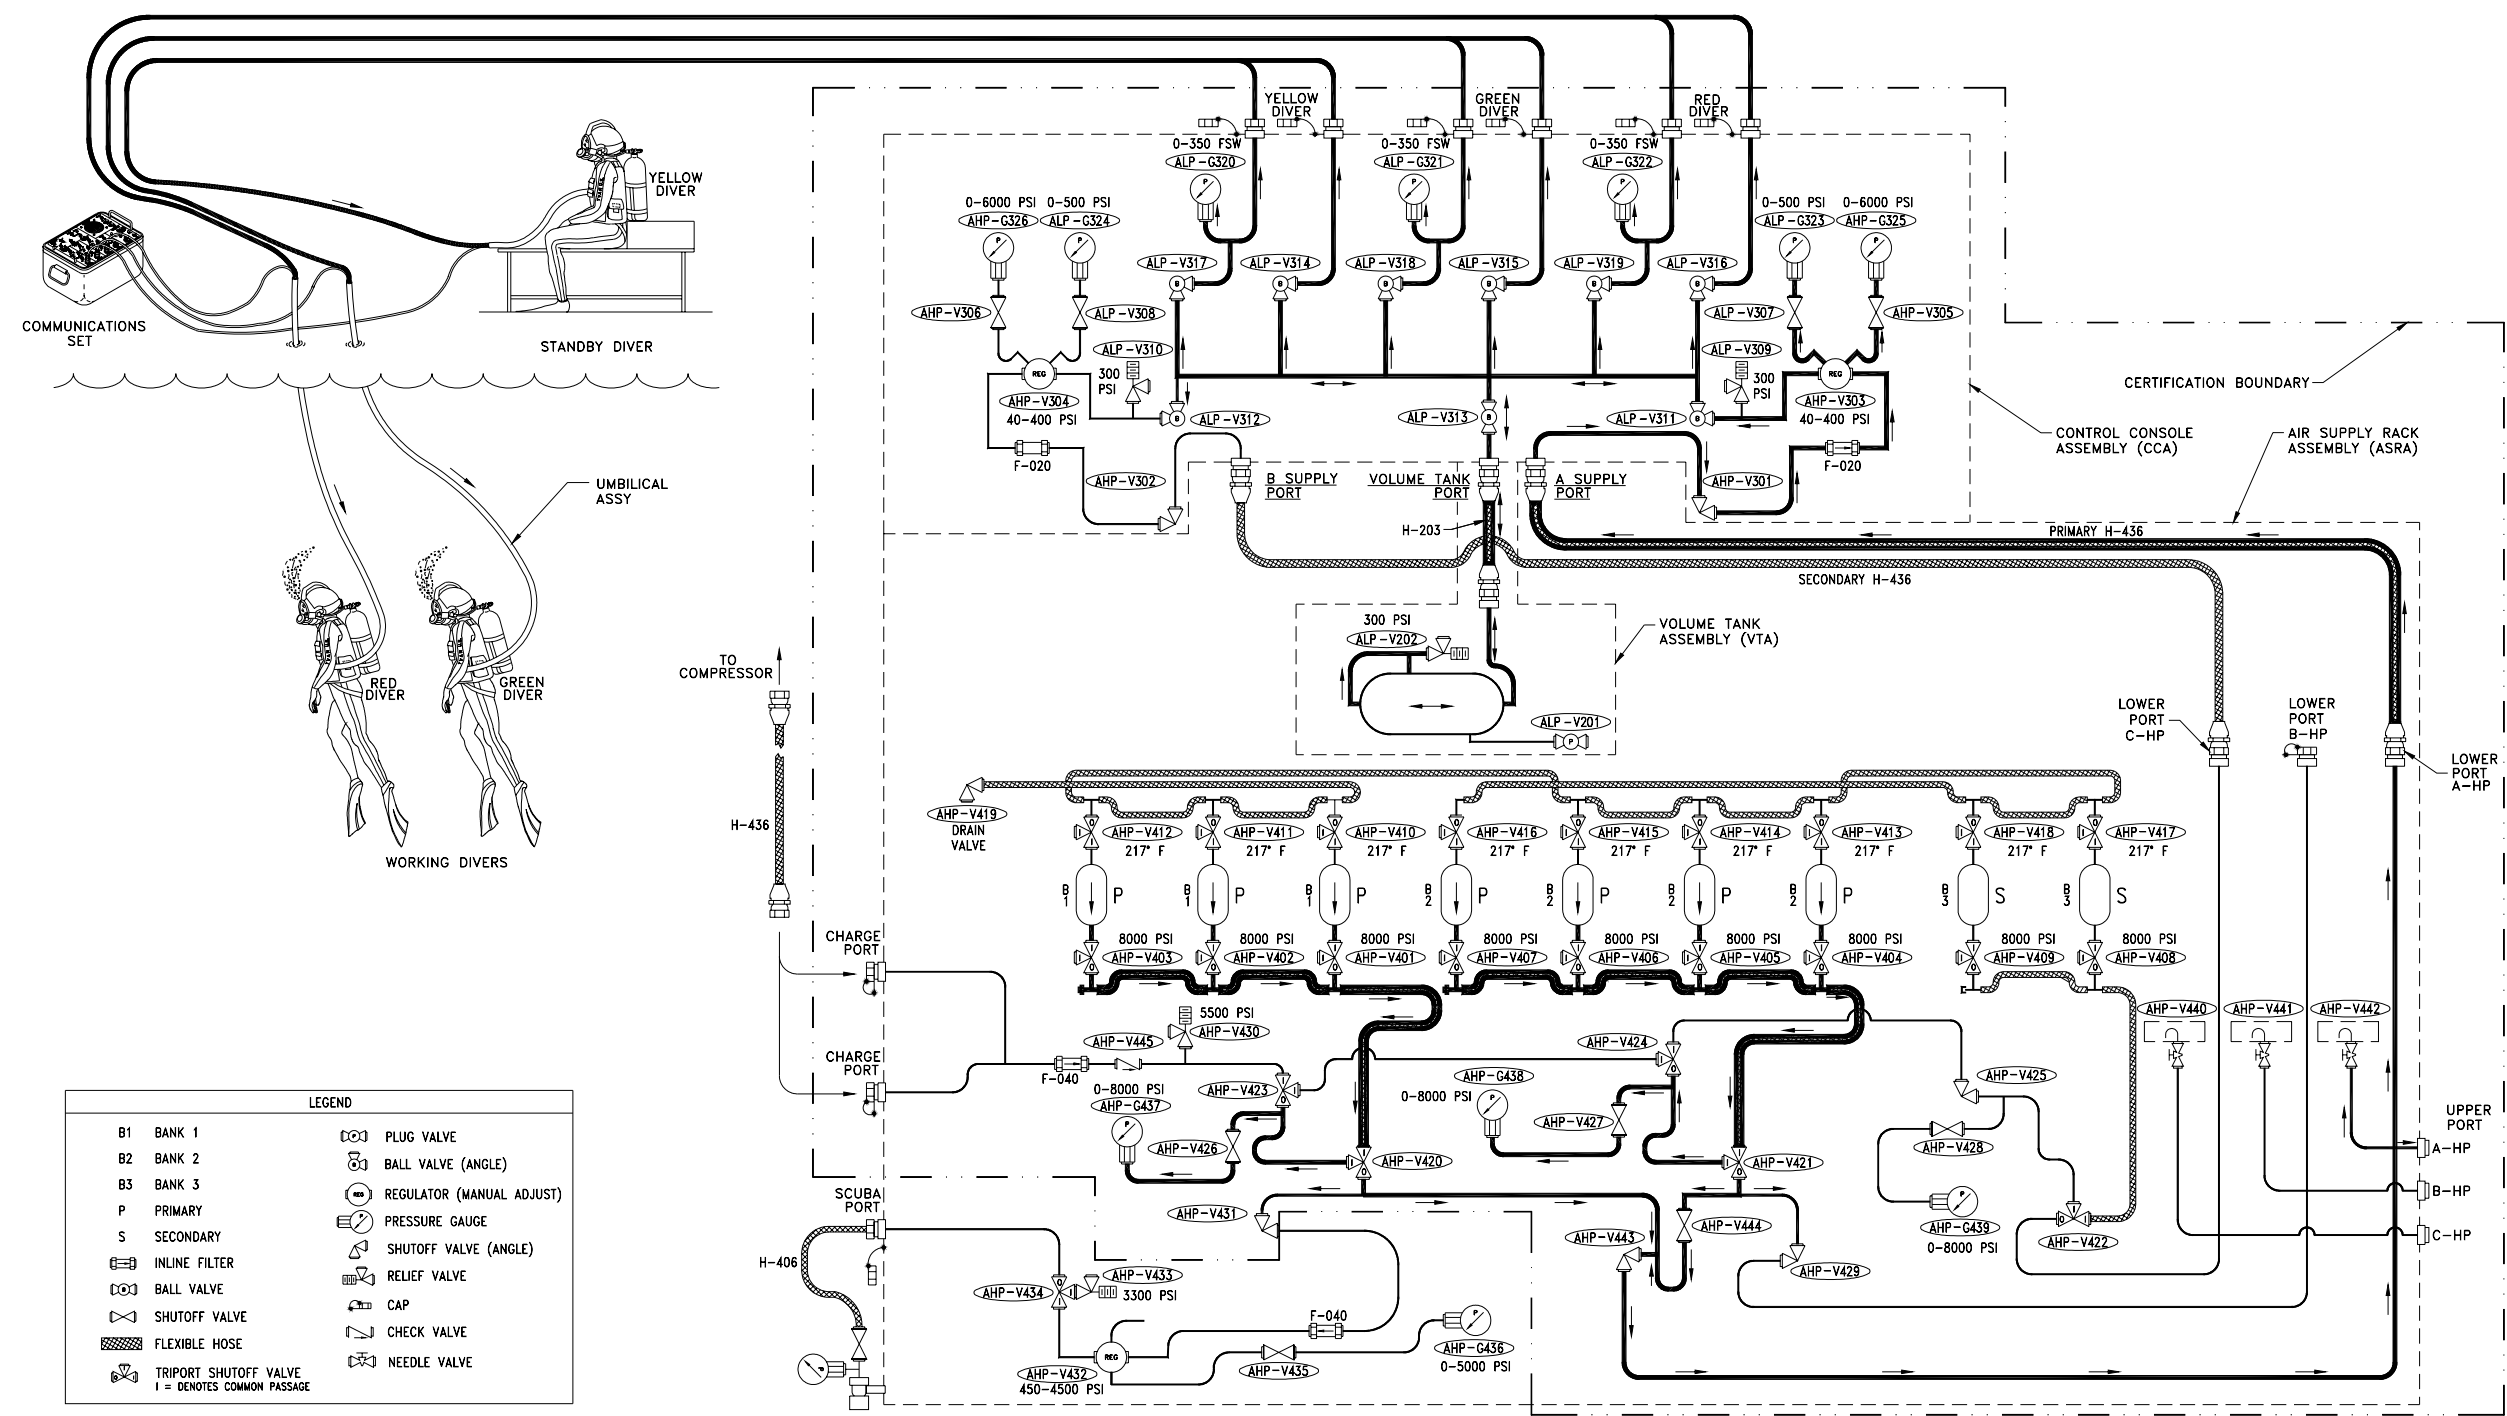 YELLOW
DIVER
GREEN
DIVER
RED
DIVER
0-350 FSW
ALP-G320
0-350 FSW
ALP-G321
0-350 FSW
ALP-G322
YELLOW
DIVER
0-6000 PSI
AHP-G326
0-500 PSI
ALP-G324
0-500 PSI
ALP-G323
0-6000 PSI
AHP-G325
ALP-V317
ALP-V314
ALP-V318
ALP-V315
ALP-V319
ALP-V316
AHP-V306
ALP-V308
ALP-V307
AHP-V305
COMMUNICATIONS
SET
STANDBY DIVER
ALP-V310
300
PSI
ALP-V309
300
PSI
REG
AHP-V304
40-400 PSI
REG
AHP-V303
40-400 PSI
CERTIFICATION BOUNDARY
ALP-V312
ALP-V313
ALP-V311
CONTROL CONSOLE
ASSEMBLY (CCA)
AIR SUPPLY RACK
ASSEMBLY (ASRA)
F-020
F-020
AHP-V302
B SUPPLY
PORT
VOLUME TANK
PORT
A SUPPLY
PORT
AHP-V301
UMBILICAL
ASSY
H-203
PRIMARY H-436
SECONDARY H-436
300 PSI
ALP-V202
VOLUME TANK
ASSEMBLY (VTA)
ALP-V201
TO
COMPRESSOR
RED
DIVER
GREEN
DIVER
LOWER
PORT
C-HP
LOWER
PORT
B-HP
LOWER
PORT
A-HP
H-436
AHP-V419
DRAIN
VALVE
WORKING DIVERS
AHP-V412
217° F
AHP-V411
217° F
AHP-V410
217° F
AHP-V416
217° F
AHP-V415
217° F
AHP-V414
217° F
AHP-V413
217° F
AHP-V418
217° F
AHP-V417
217° F
B1 P
B1 P
B1 P
B2 P
B2 P
B2 P
B2 P
B3 S
B3 S
8000 PSI
AHP-V403
8000 PSI
AHP-V402
8000 PSI
AHP-V401
8000 PSI
AHP-V407
8000 PSI
AHP-V406
8000 PSI
AHP-V405
8000 PSI
AHP-V404
8000 PSI
AHP-V409
8000 PSI
AHP-V408
CHARGE
PORT
CHARGE
PORT
AHP-V440
AHP-V441
AHP-V442
5500 PSI
AHP-V430
AHP-V445
F-040
AHP-V423
AHP-V424
AHP-V425
0-8000 PSI
AHP-G437
AHP-G438
0-8000 PSI
AHP-V426
AHP-V427
AHP-V428
AHP-V420
AHP-V421
UPPER
PORT
A-HP
B-HP
C-HP
SCUBA
PORT
AHP-V431
AHP-V444
AHP-V443
AHP-G439
0-8000 PSI
AHP-V422
AHP-V429
H-406
AHP-V434
AHP-V433
3300 PSI
F-040
REG
AHP-V432
450-4500 PSI
AHP-V435
AHP-G436
0-5000 PSI
LEGEND
B1 BANK 1
B2 BANK 2
B3 BANK 3
P PRIMARY
S SECONDARY
INLINE FILTER
BALL VALVE
SHUTOFF VALVE
FLEXIBLE HOSE
TRIPORT SHUTOFF VALVE
I = DENOTES COMMON PASSAGE
PLUG VALVE
BALL VALVE (ANGLE)
REG REGULATOR (MANUAL ADJUST)
PRESSURE GAUGE
SHUTOFF VALVE (ANGLE)
RELIEF VALVE
CAP
CHECK VALVE
NEEDLE VALVE